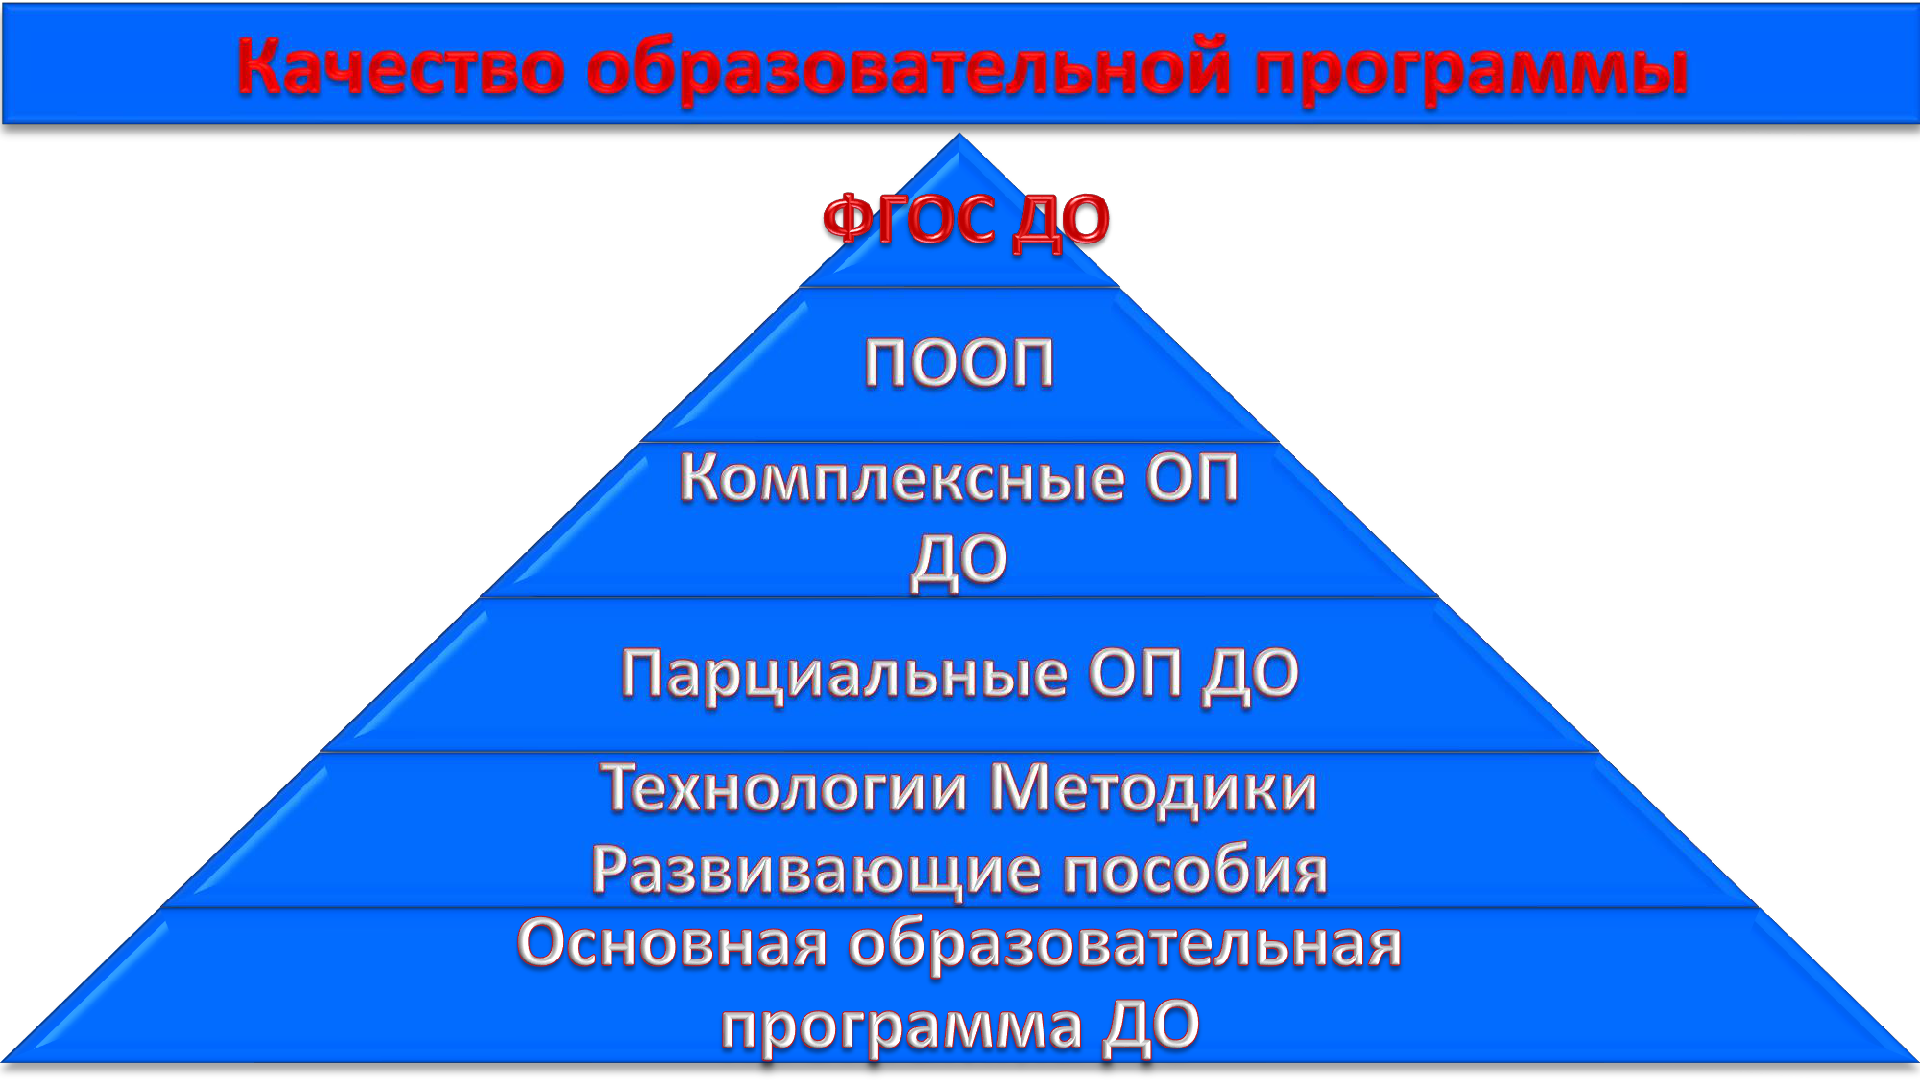 Качество образовательной программы
ФГОС ДО
ПООП
Комплексные ОП
ДО
Парциальные ОП ДО
Технологии Методики
Развивающие пособия
Основная образовательная
программа ДО